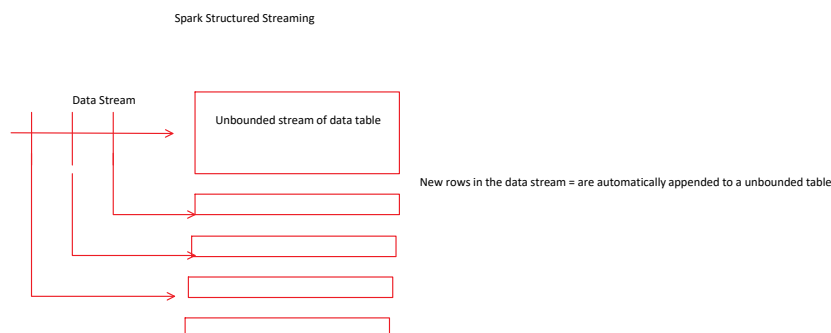 Spark Structured Streaming
Data Stream
Unbounded stream of data table
New rows in the data stream = are automatically appended to a unbounded table